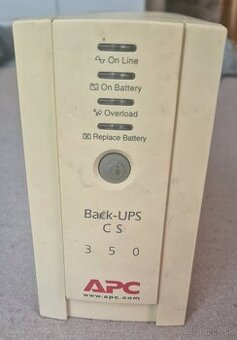 On Line
On Battery
Overload
Replace Battery
Back-UPS
CS
350
APC
www.apc.com